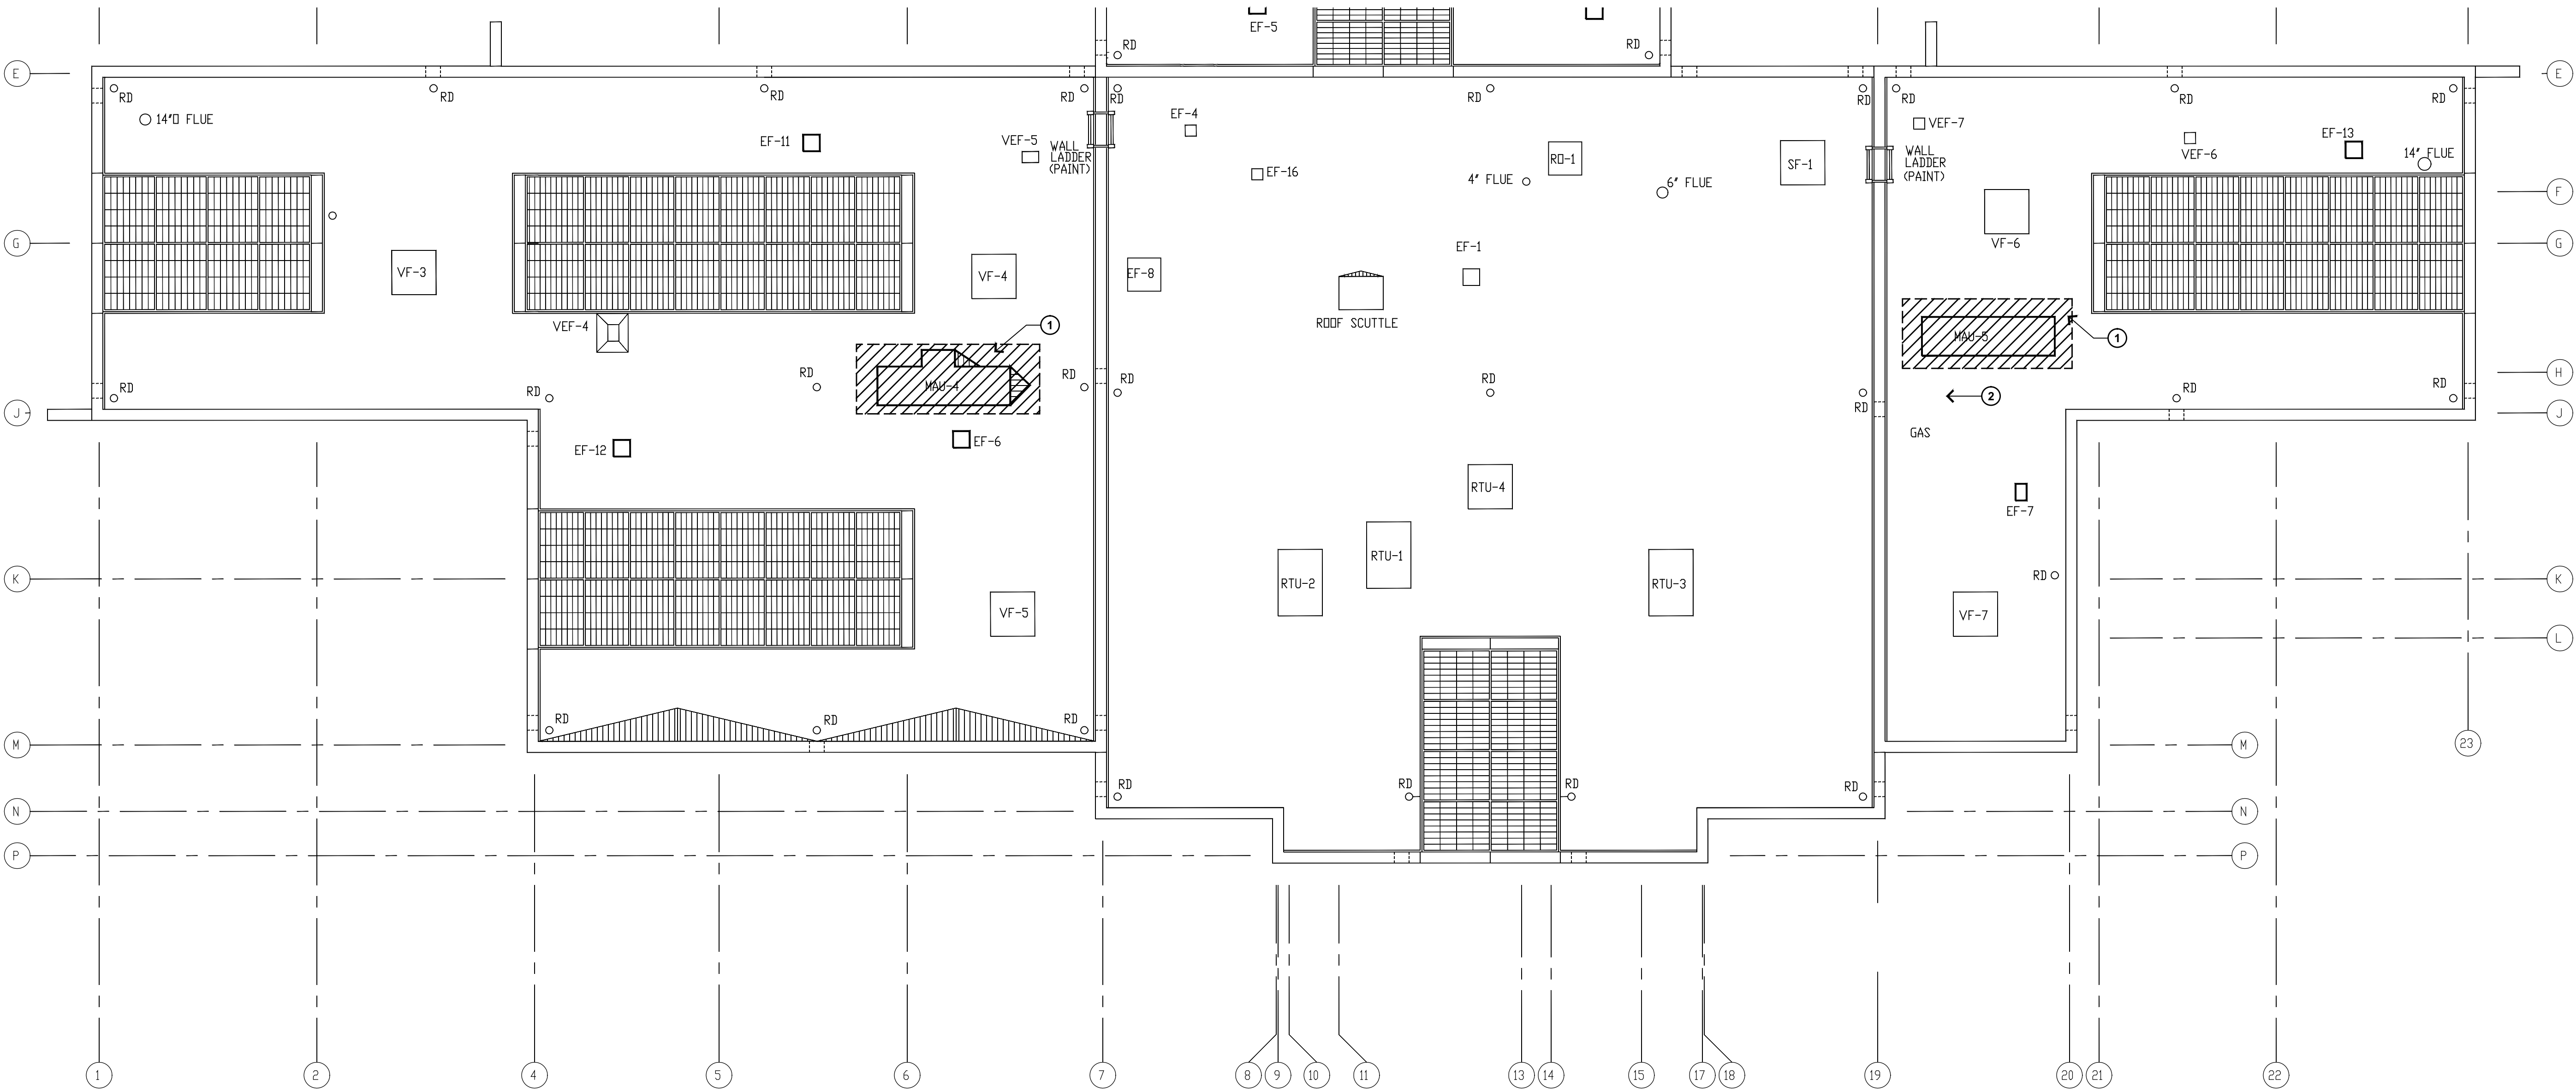 EF-5
RD
RD
E
E
RD
RD
RD
RD
RD
RD
RD
RD
RD
14"▯ FLUE
EF-11
VEF-5
WALL
LADDER
(PAINT)
EF-4
EF-16
4" FLUE
RO-1
6" FLUE
SF-1
VEF-7
WALL
LADDER
(PAINT)
VEF-6
EF-13
14" FLUE
F
G
G
VF-3
VF-4
EF-8
EF-1
VF-6
ROOF SCUTTLE
VEF-4
1
MAU-4
MAU-5
1
2
H
RD
RD
RD
RD
RD
RD
RD
RD
RD
J
J
EF-12
EF-6
GAS
RTU-4
EF-7
RTU-1
RTU-2
RTU-3
K
RD
K
VF-5
VF-7
L
RD
RD
RD
M
M
23
RD
RD
RD
RD
N
N
P
P
1
2
4
5
6
7
8
9
10
11
13
14
15
17
18
19
20
21
22